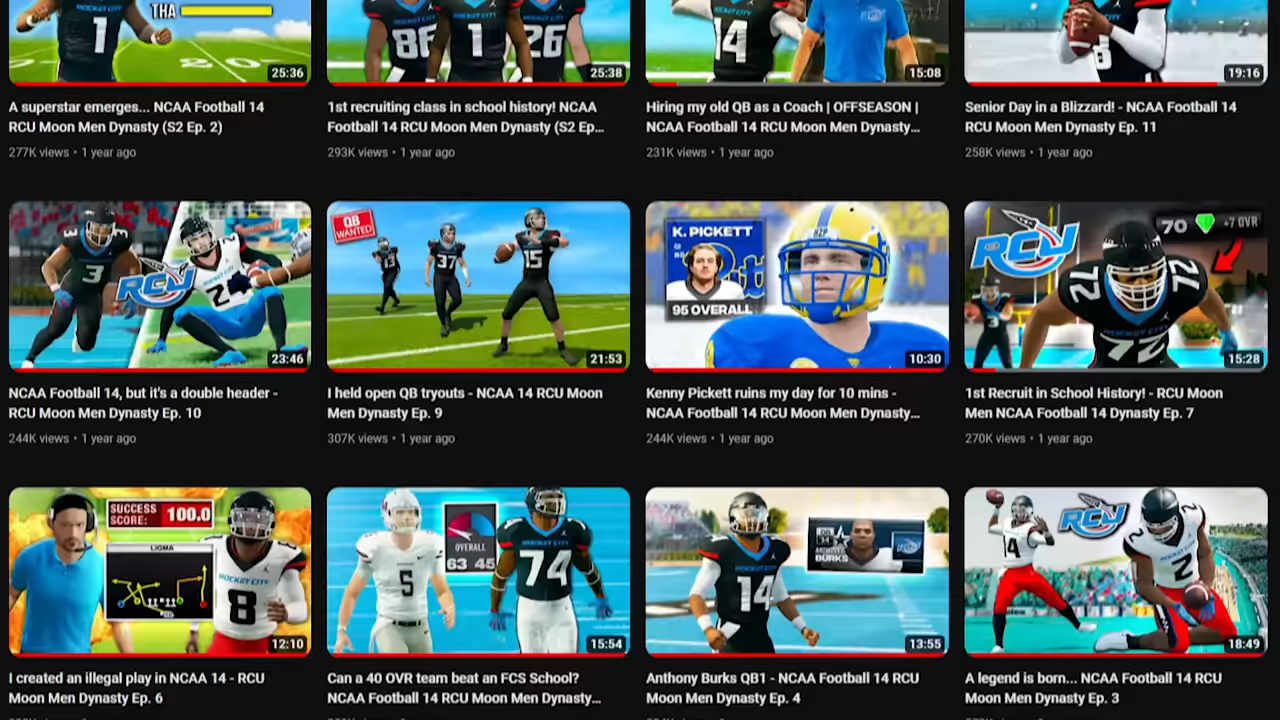 THA
1
86
1
26
14
8
25:36
25:38
15:08
19:16
A superstar emerges... NCAA Football 14
RCU Moon Men Dynasty (S2 Ep. 2)
277K views • 1 year ago
1st recruiting class in school history! NCAA
Football 14 RCU Moon Men Dynasty (S2 Ep...
293K views • 1 year ago
Hiring my old QB as a Coach | OFFSEASON |
NCAA Football 14 RCU Moon Men Dynasty...
231K views • 1 year ago
Senior Day in a Blizzard! - NCAA Football 14
RCU Moon Men Dynasty Ep. 11
258K views • 1 year ago
3
RCU
2
23:46
QB
WANTED
13
37
15
21:53
K. PICKETT
95 OVERALL
10:30
RCU
70
+7 OVR
72
72
ROCKET CITY
72
3
15:28
NCAA Football 14, but it's a double header -
RCU Moon Men Dynasty Ep. 10
244K views • 1 year ago
I held open QB tryouts - NCAA 14 RCU Moon
Men Dynasty Ep. 9
307K views • 1 year ago
Kenny Pickett ruins my day for 10 mins -
NCAA Football 14 RCU Moon Men Dynasty...
244K views • 1 year ago
1st Recruit in School History! - RCU Moon
Men NCAA Football 14 Dynasty Ep. 7
270K views • 1 year ago
SUCCESS
SCORE: 100.0
LIGMA
ROCKET CITY
8
12:10
5
OVERALL
63 45
74
15:54
14
ANTHONY
BURKS
13:55
14
RCU
2
2
18:49
I created an illegal play in NCAA 14 - RCU
Moon Men Dynasty Ep. 6
Can a 40 OVR team beat an FCS School?
NCAA Football 14 RCU Moon Men Dynasty...
Anthony Burks QB1 - NCAA Football 14 RCU
Moon Men Dynasty Ep. 4
A legend is born... NCAA Football 14 RCU
Moon Men Dynasty Ep. 3